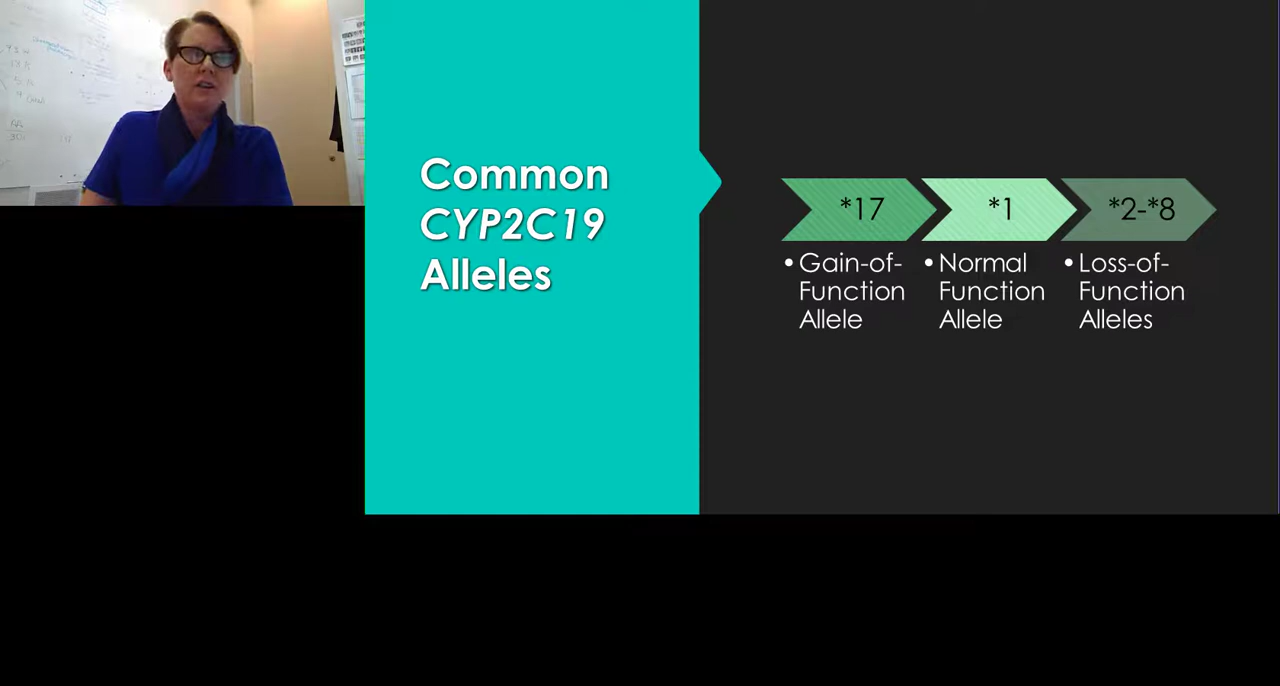 Common
CYP2C19
Alleles
*17
*1
*2-*8
• Gain-of-
Function
Allele
• Normal
Function
Allele
• Loss-of-
Function
Alleles